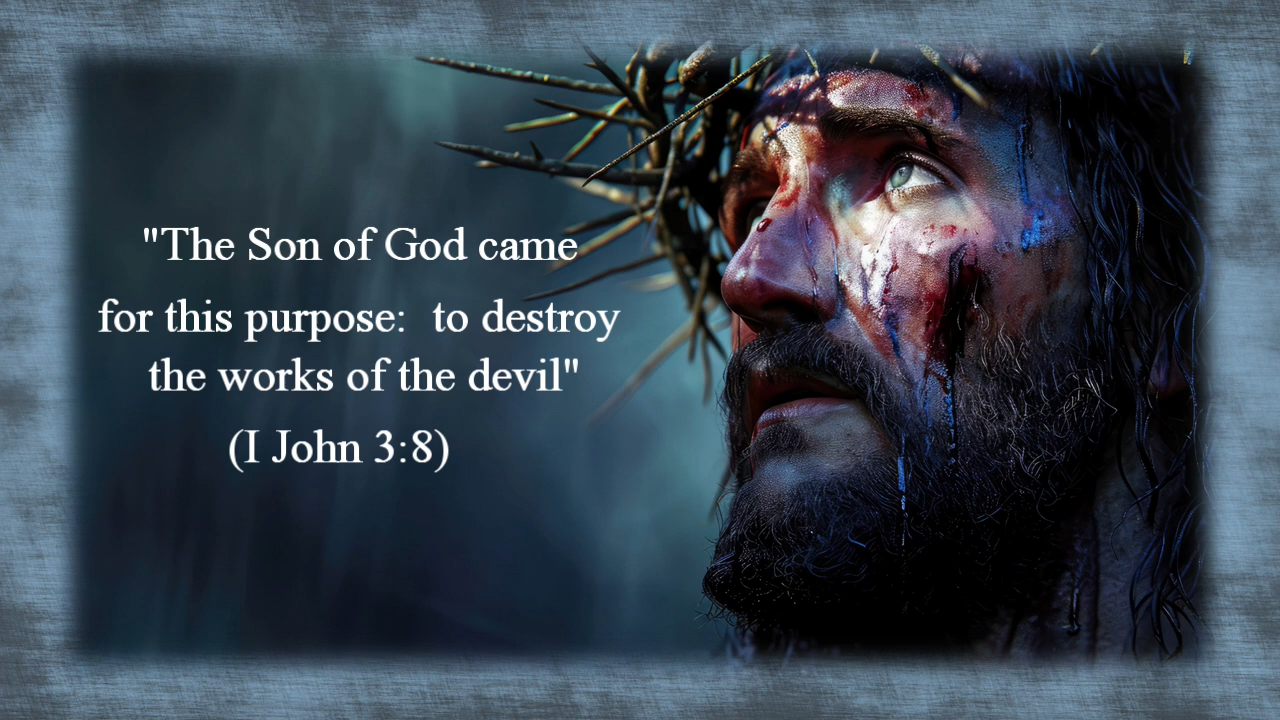 "The Son of God came
for this purpose:  to destroy
the works of the devil"
(I John 3:8)